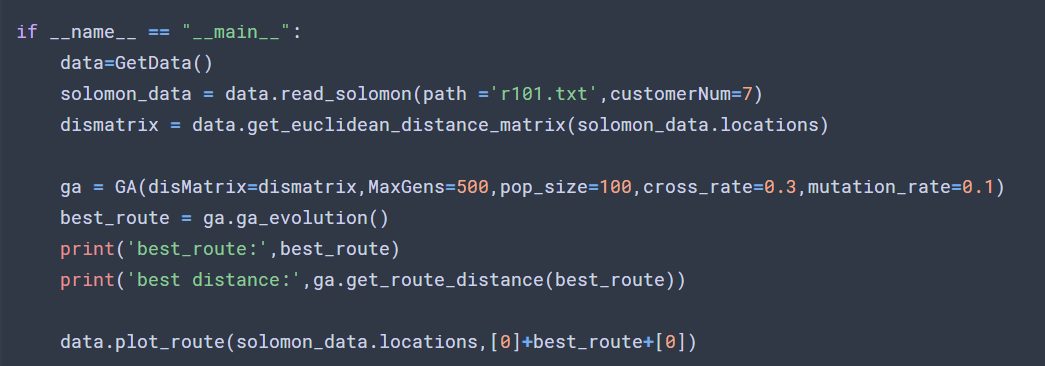 if __name__ == "__main__":
    data=GetData()
    solomon_data = data.read_solomon(path ='r101.txt',customerNum=7)
    dismatrix = data.get_euclidean_distance_matrix(solomon_data.locations)

    ga = GA(disMatrix=dismatrix,MaxGens=500,pop_size=100,cross_rate=0.3,mutation_rate=0.1)
    best_route = ga.ga_evolution()
    print('best_route:',best_route)
    print('best distance:',ga.get_route_distance(best_route))

    data.plot_route(solomon_data.locations,[0]+best_route+[0])